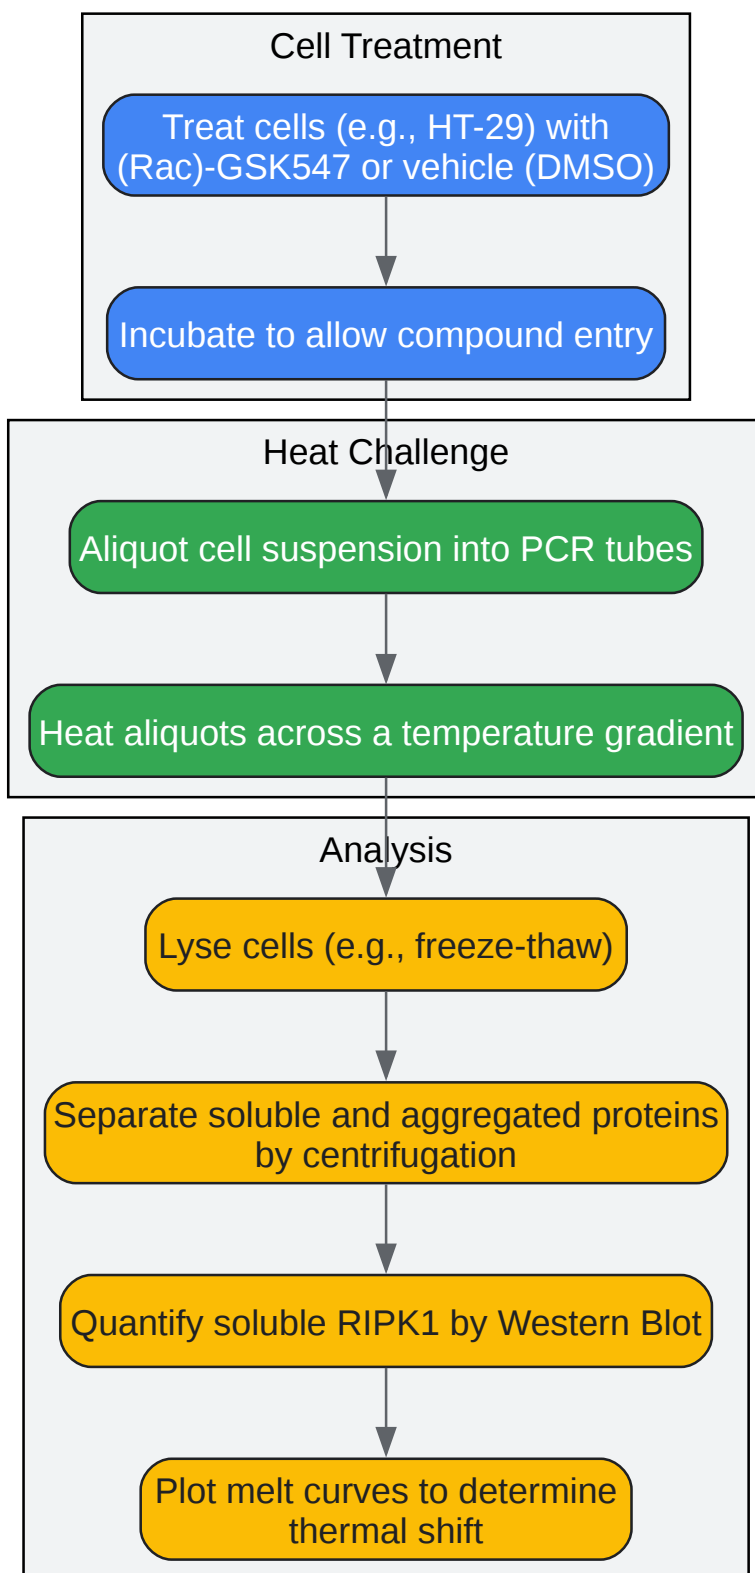 Cell Treatment
Treat cells (e.g., HT-29) with
(Rac)-GSK547 or vehicle (DMSO)
Incubate to allow compound entry
Heat Challenge
Aliquot cell suspension into PCR tubes
Heat aliquots across a temperature gradient
Analysis
Lyse cells (e.g., freeze-thaw)
Separate soluble and aggregated proteins
by centrifugation
Quantify soluble RIPK1 by Western Blot
Plot melt curves to determine
thermal shift